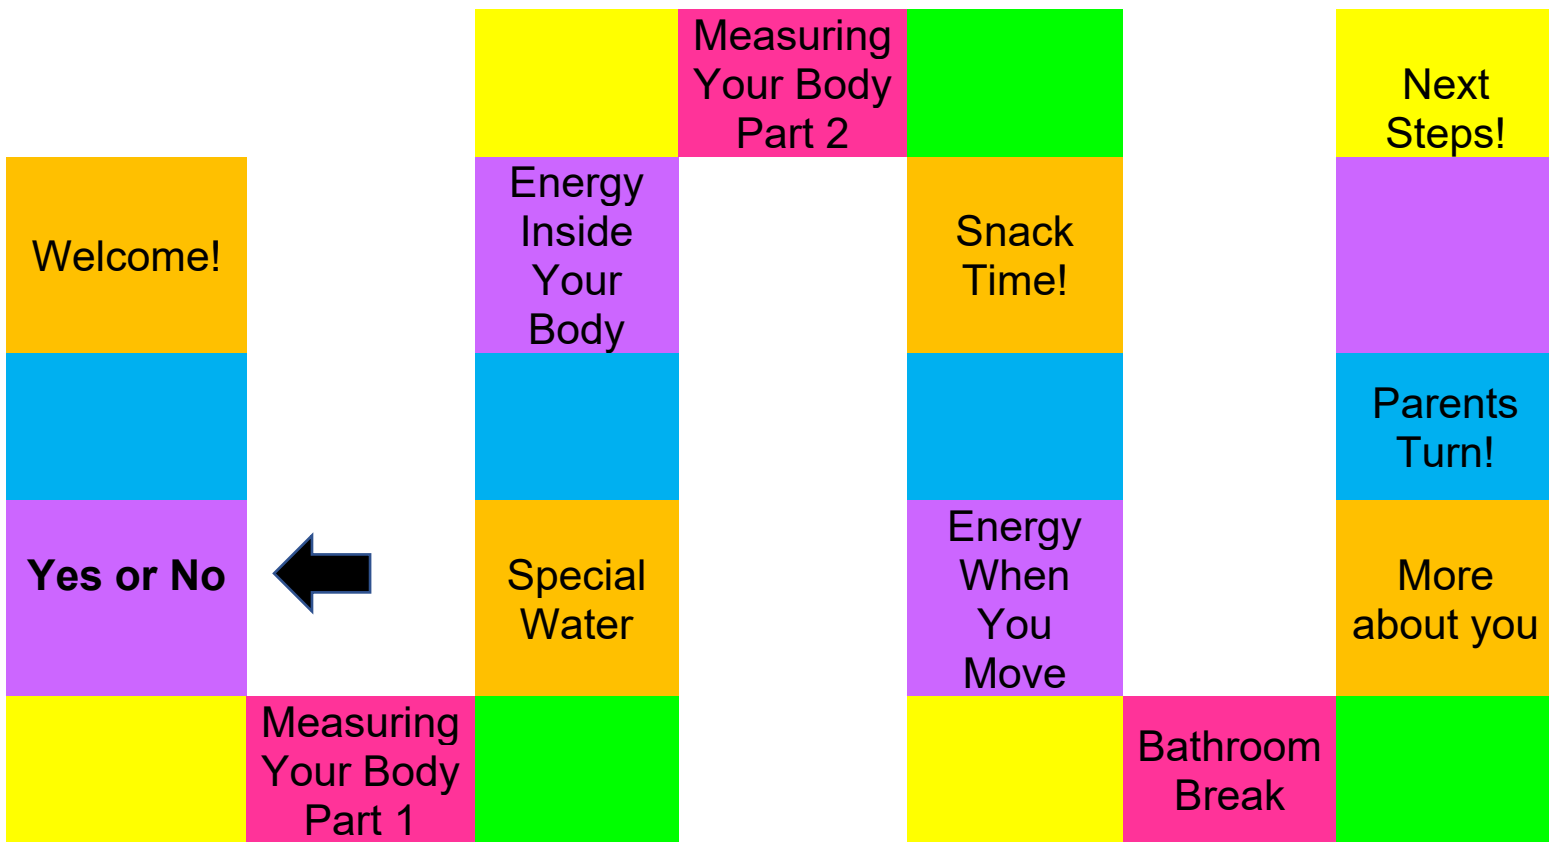 Welcome!
Yes or No
Measuring
Your Body
Part 1
Special
Water
Energy
Inside
Your
Body
Measuring
Your Body
Part 2
Snack
Time!
Energy
When
You
Move
Bathroom
Break
More
about you
Parents
Turn!
Next
Steps!